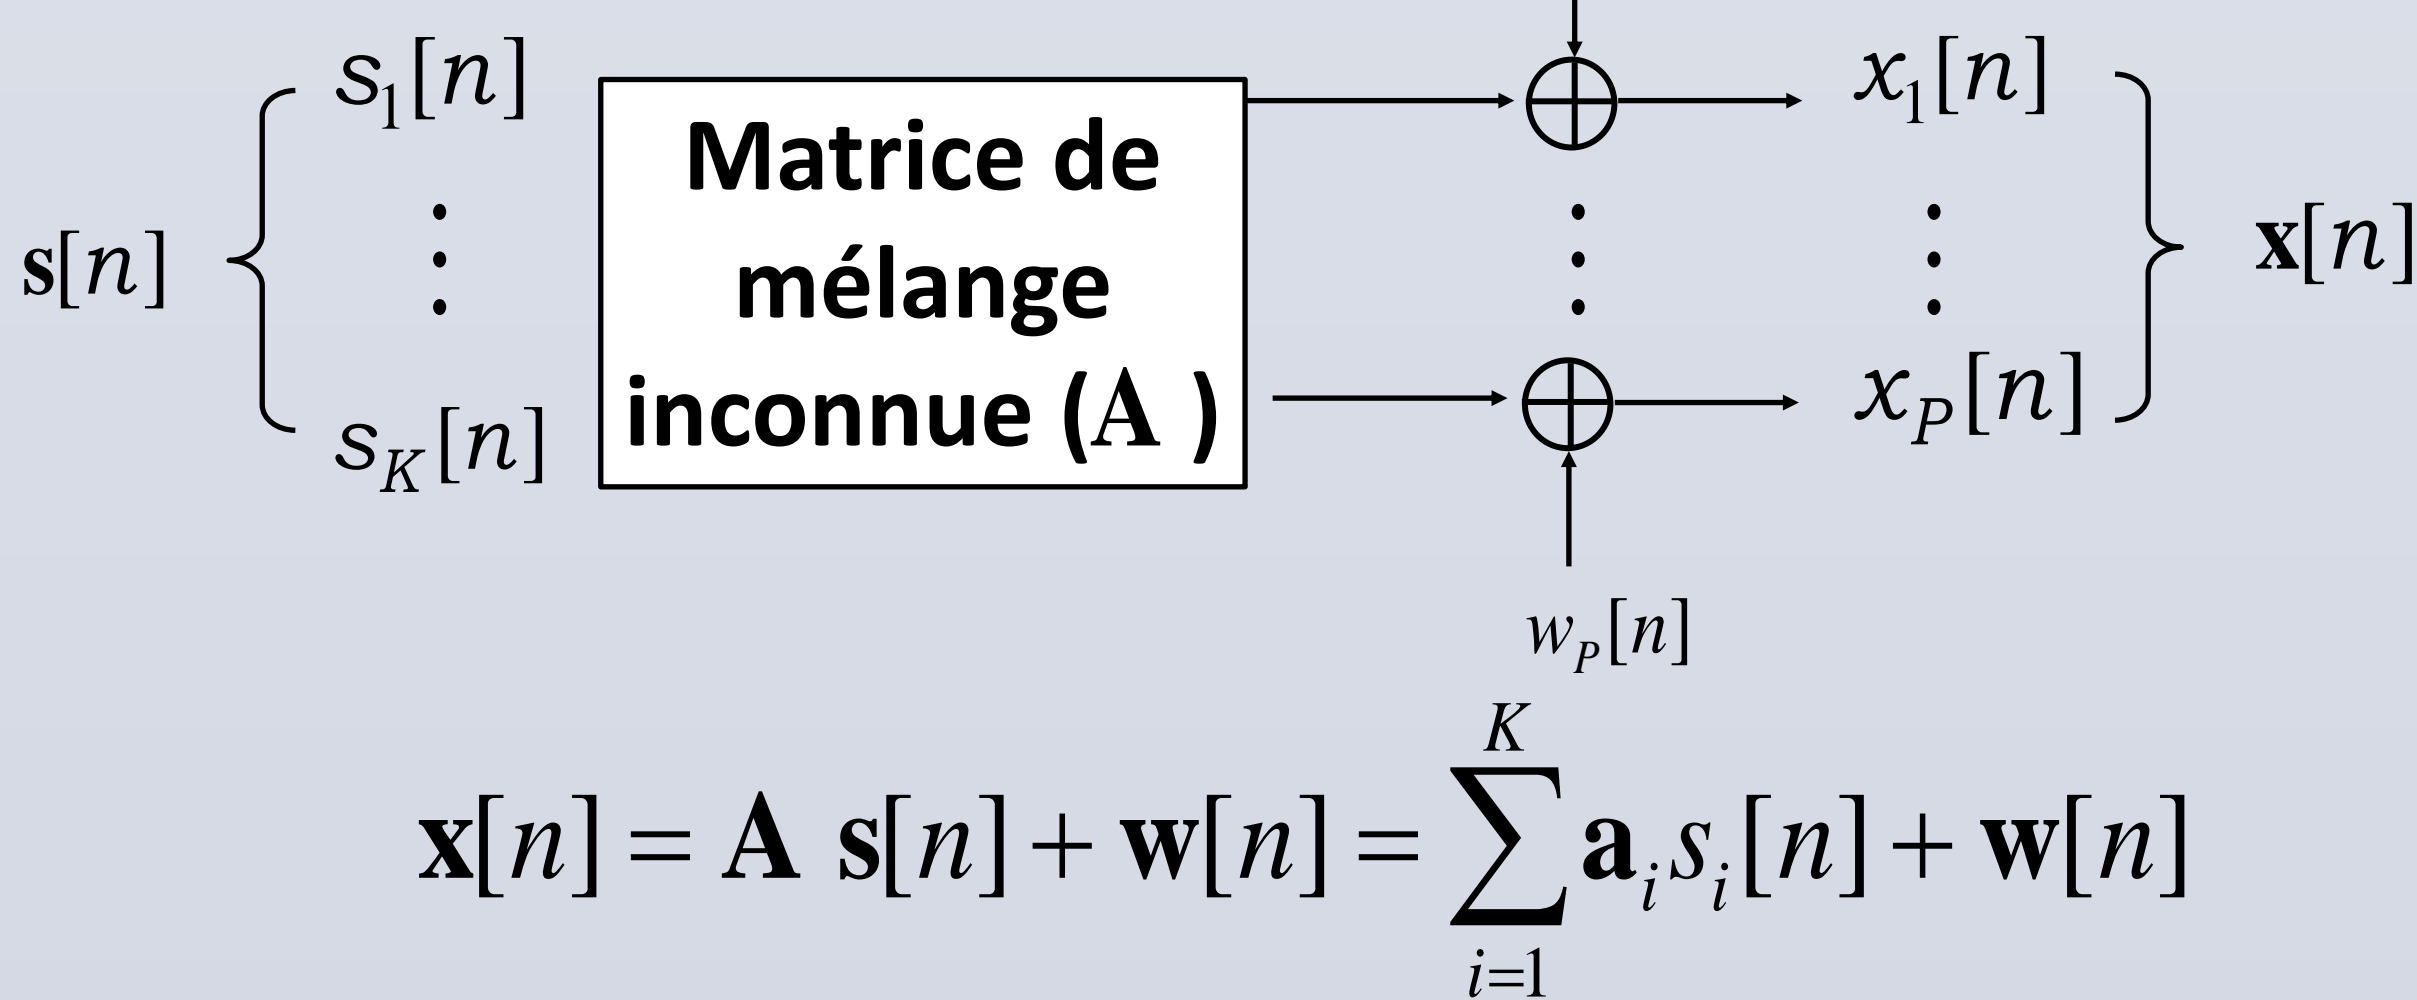 s₁[n]
x₁[n]
Matrice de
mélange
inconnue (A )
s[n]
x[n]
s_K[n]
x_P[n]
w_P[n]
x[n] = A s[n] + w[n] = ∑_{i=1}^{K} a_i s_i[n] + w[n]